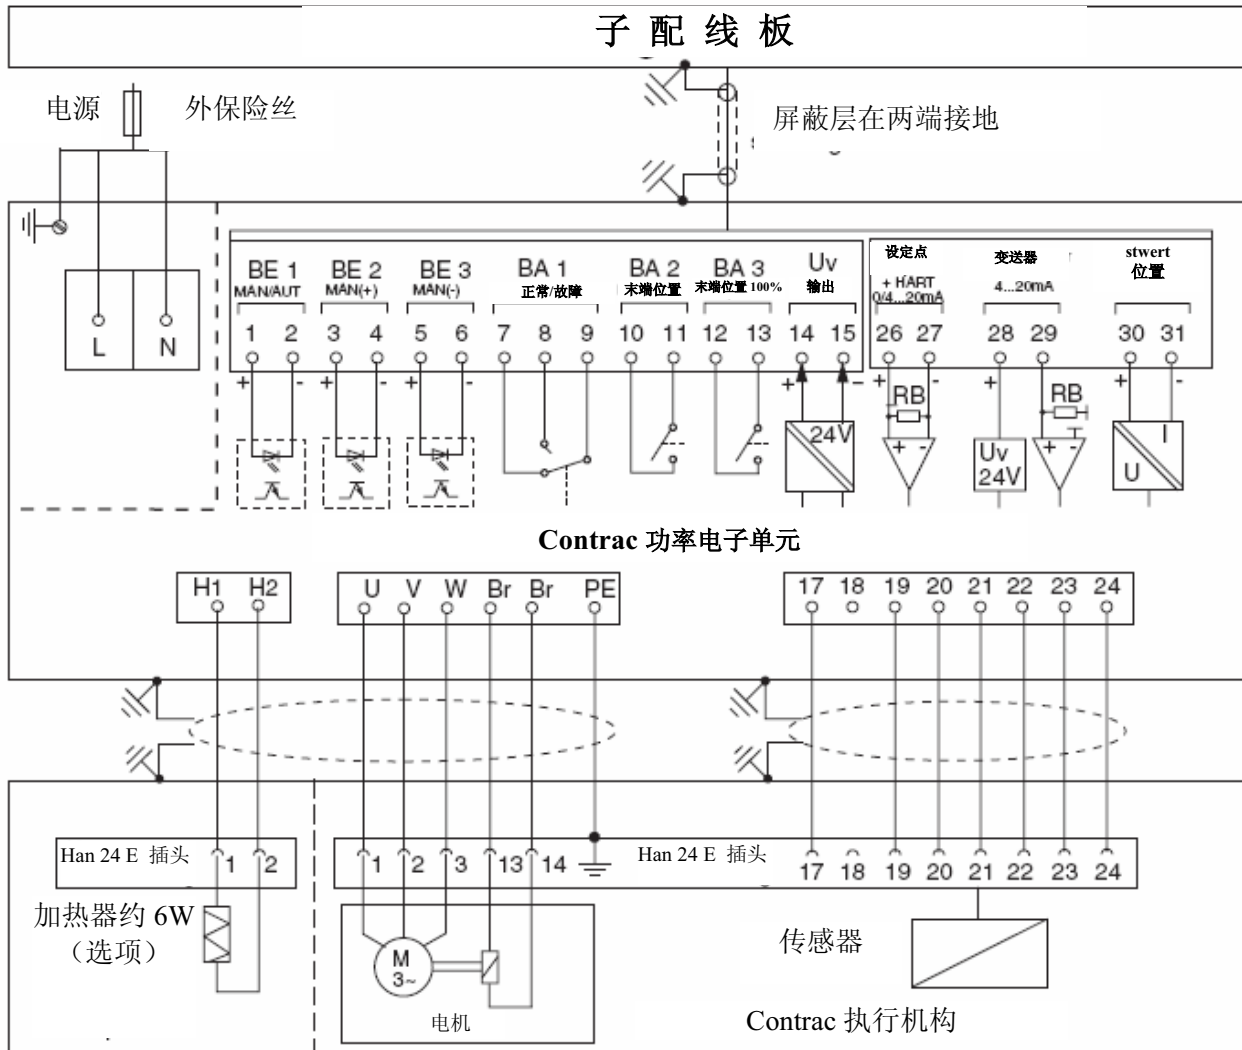 子 配 线 板
电源 外保险丝
屏蔽层在两端接地
BE 1 BE 2 BE 3 BA 1 BA 2 BA 3 Uv 设定点 变送器 stwert
MAN/AUT MAN(+) MAN(-) 正常/故障 末端位置 末端位置 100% 输出 + HART 4...20mA 位置
0/4...20mA
1 2 3 4 5 6 7 8 9 10 11 12 13 14 15 26 27 28 29 30 31
L N
+ - + - + - + - + - + + -
RB RB
24V + - Uv + - I
24V U
Contrac 功率电子单元
H1 H2 U V W Br Br PE 17 18 19 20 21 22 23 24
Han 24 E 插头 1 2 1 2 3 13 14 Han 24 E 插头 17 18 19 20 21 22 23 24
加热器约 6W
（选项）
M
3~
电机
传感器
Contrac 执行机构